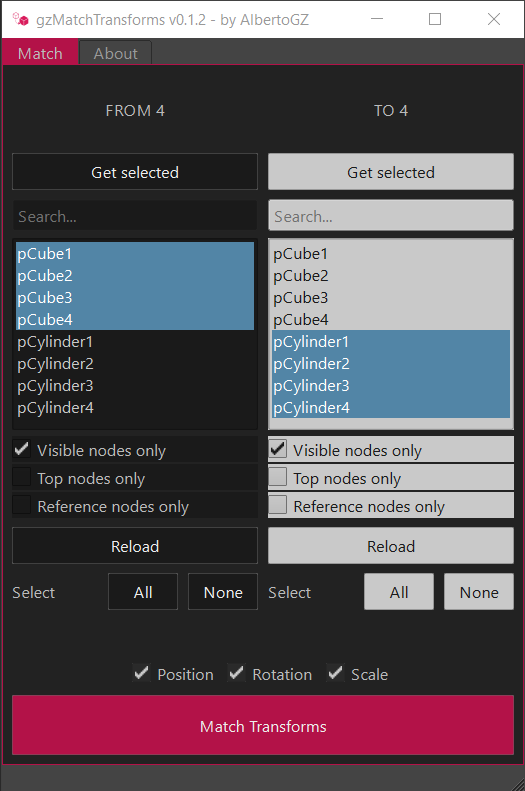 gzMatchTransforms v0.1.2 - by AlbertoGZ
Match About
FROM 4
TO 4
Get selected
Get selected
Search...
Search...
pCube1
pCube2
pCube3
pCube4
pCylinder1
pCylinder2
pCylinder3
pCylinder4
pCube1
pCube2
pCube3
pCube4
pCylinder1
pCylinder2
pCylinder3
pCylinder4
Visible nodes only
Top nodes only
Reference nodes only
Visible nodes only
Top nodes only
Reference nodes only
Reload
Reload
Select All None
Select All None
Position Rotation Scale
Match Transforms